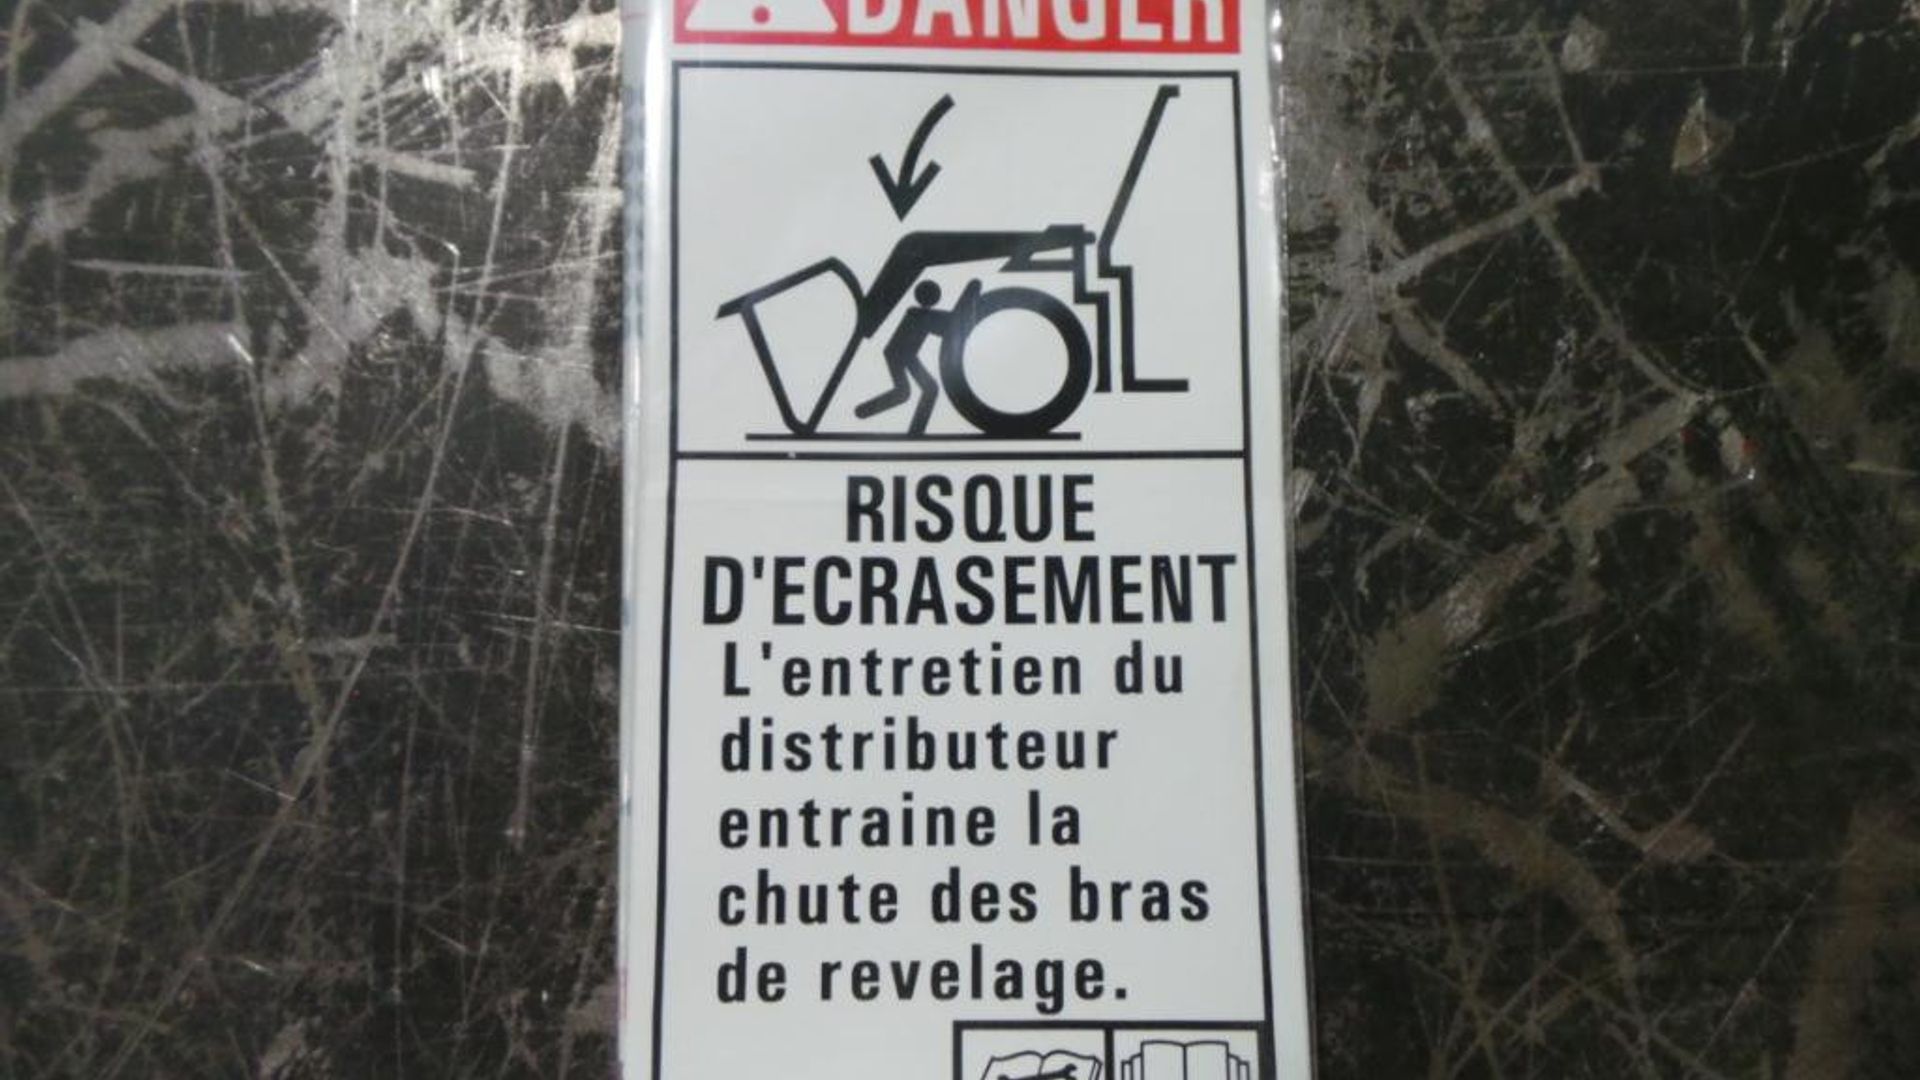 DANGER
RISQUE
D'ECRASEMENT
L'entretien du
distributeur
entraine la
chute des bras
de revelage.